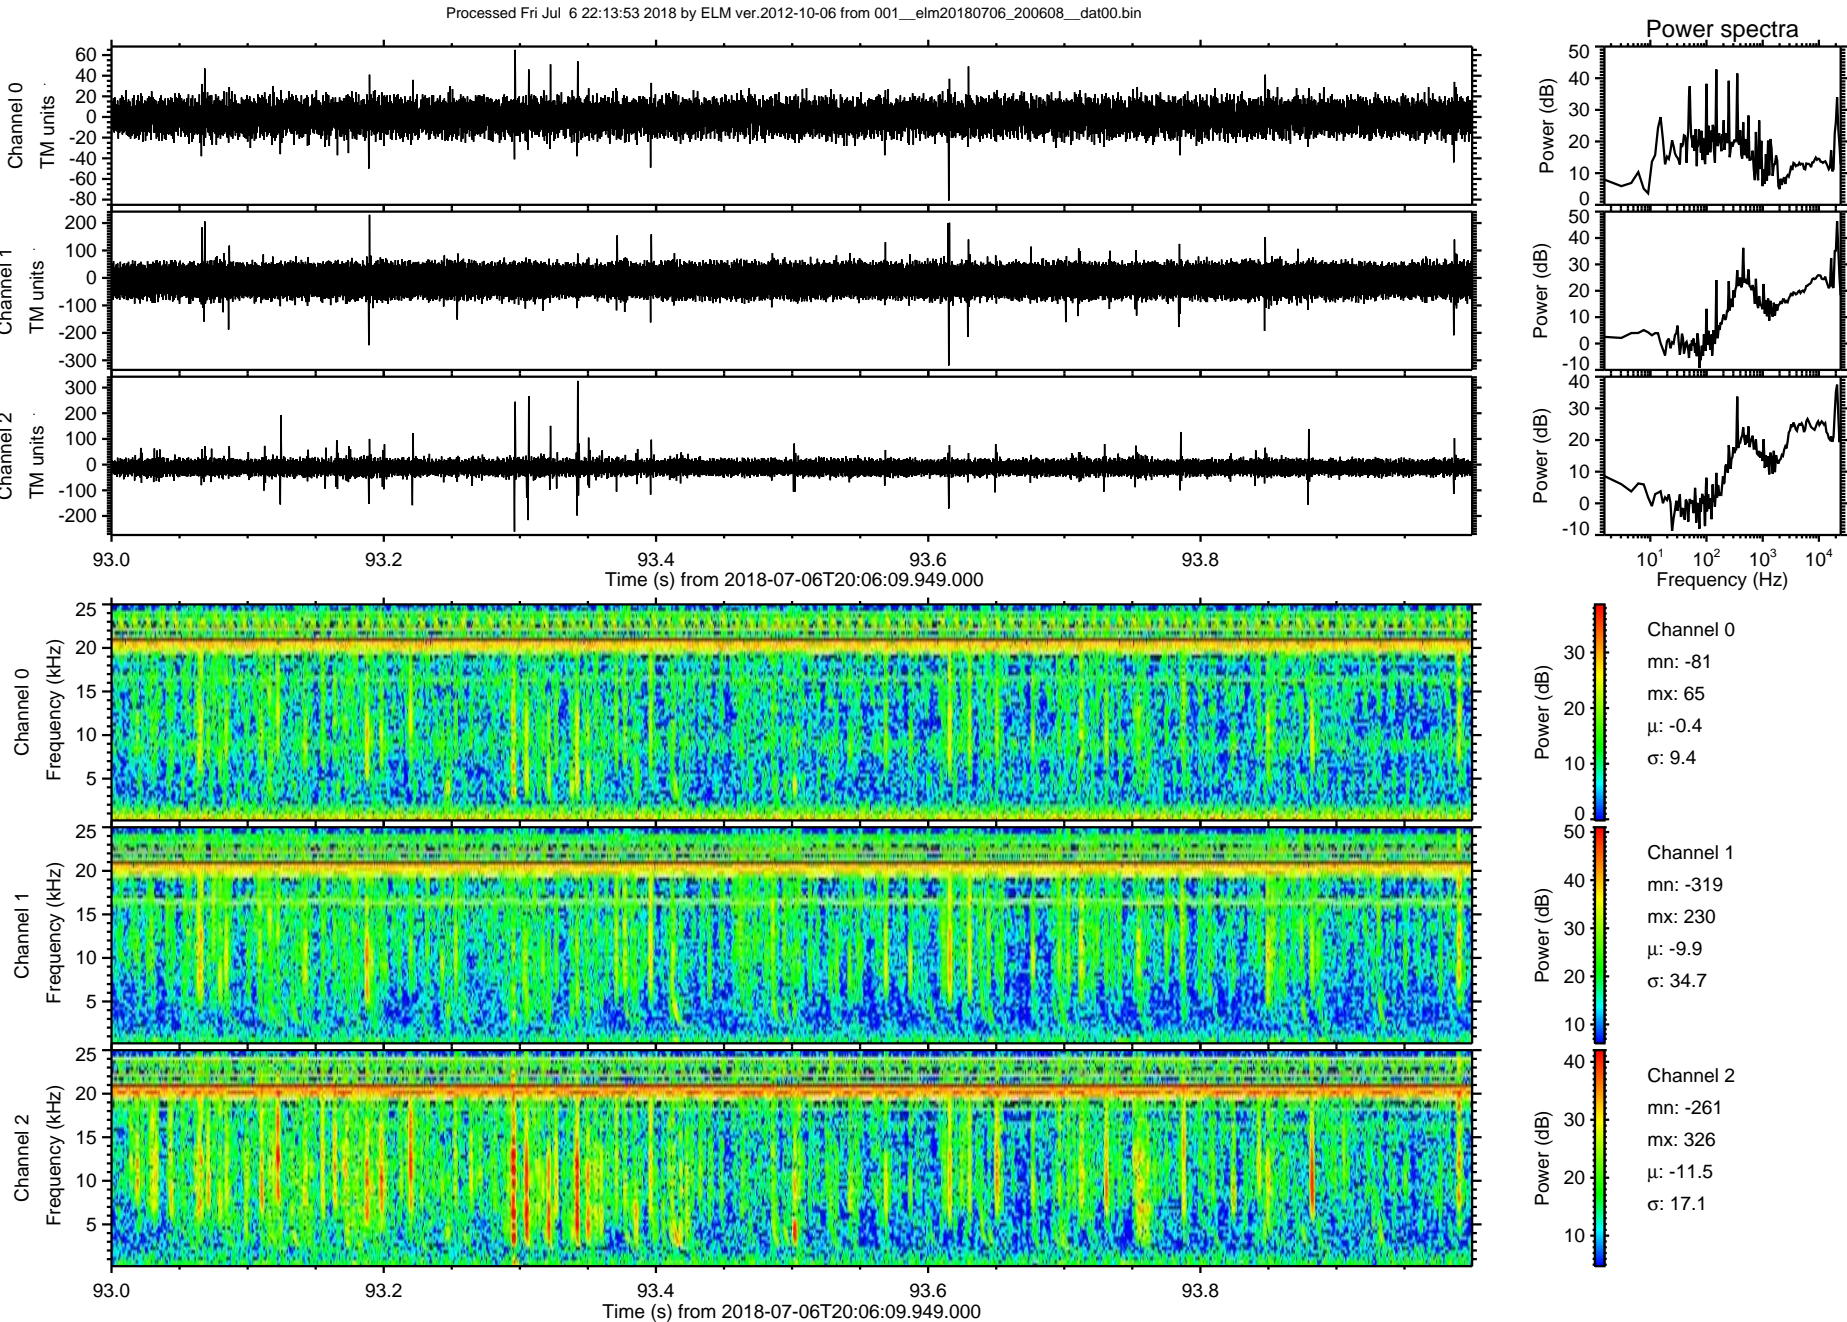 Processed Fri Jul 6 22:13:53 2018 by ELM ver.2012-10-06 from 001__elm20180706_200608__dat00.bin
Power spectra
Channel 0
TM units
60
40
20
0
-20
-40
-60
-80
Power (dB)
50
40
30
20
10
0
Channel 1
TM units
200
100
0
-100
-200
-300
Power (dB)
50
40
30
20
10
0
-10
Channel 2
TM units
300
200
100
0
-100
-200
Power (dB)
40
30
20
10
0
-10
93.0 93.2 93.4 93.6 93.8
Time (s) from 2018-07-06T20:06:09.949.000
10¹ 10² 10³ 10⁴
Frequency (Hz)
Channel 0
Frequency (kHz)
25
20
15
10
5
Power (dB)
30
20
10
0
Channel 0
mn: -81
mx: 65
μ: -0.4
σ: 9.4
Channel 1
Frequency (kHz)
25
20
15
10
5
Power (dB)
50
40
30
20
10
Channel 1
mn: -319
mx: 230
μ: -9.9
σ: 34.7
Channel 2
Frequency (kHz)
25
20
15
10
5
Power (dB)
40
30
20
10
Channel 2
mn: -261
mx: 326
μ: -11.5
σ: 17.1
93.0 93.2 93.4 93.6 93.8
Time (s) from 2018-07-06T20:06:09.949.000